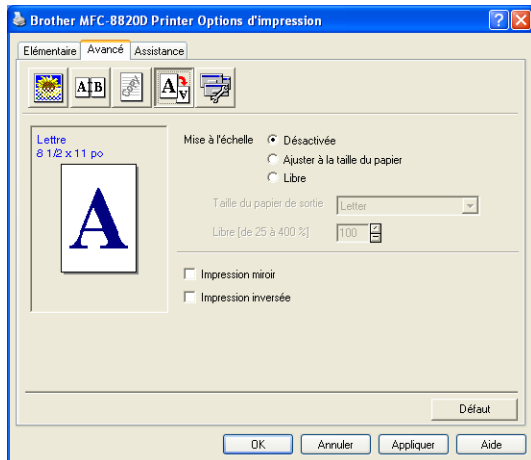 Brother MFC-8820D Printer Options d'impression
Elémentaire Avancé Assistance
Lettre
8 1/2 x 11 po
A
Mise à l'échelle Désactivée
Ajuster à la taille du papier
Libre
Taille du papier de sortie Letter
Libre [de 25 à 400 %] 100
Impression miroir
Impression inversée
Défaut
OK Annuler Appliquer Aide